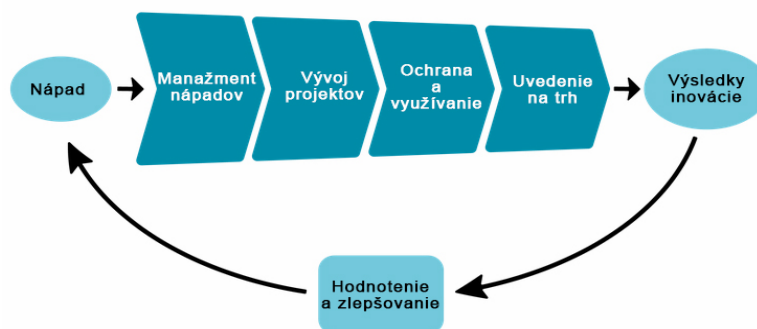 Nápad
Manažment
nápadov
Vývoj
projektov
Ochrana
a
využívanie
Uvedenie
na trh
Výsledky
inovácie
Hodnotenie
a zlepšovanie